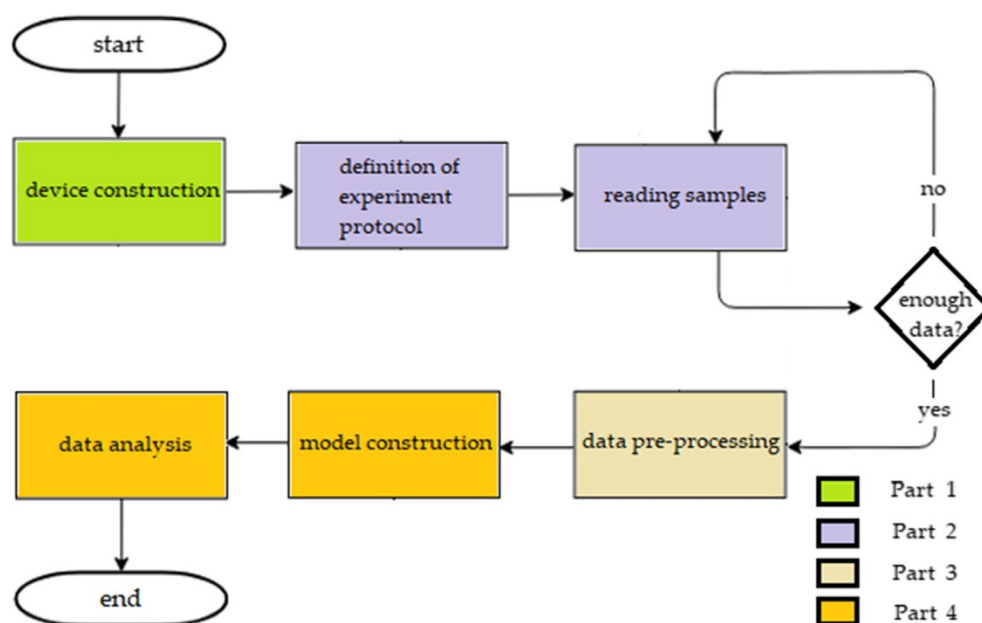 start
device construction
definition of
experiment
protocol
reading samples
no
enough
data?
yes
data analysis
model construction
data pre-processing
Part 1
Part 2
Part 3
Part 4
end